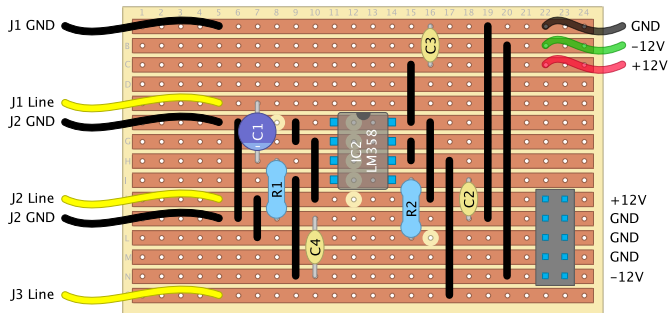 1 2 3 4 5 6 7 8 9 10 11 12 13 14 15 16 17 18 19 20 21 22 23 24
J1 GND
GND
B
–12V
C
+12V
D
J1 Line
J2 GND
C3
C1
IC2
LM358
H
R1
R2
C2
J2 Line
+12V
J2 GND
GND
L
GND
C4
M
GND
N
–12V
J3 Line